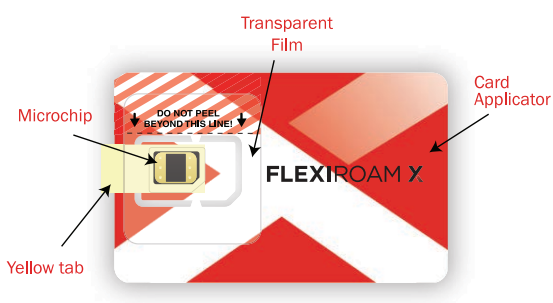 Transparent
Film
Card
Applicator
Microchip
DO NOT PEEL
BEYOND THIS LINE!
FLEXIROAM X
Yellow tab